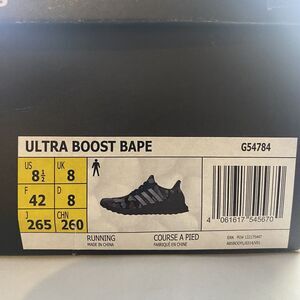 ULTRA BOOST BAPE G54784
US UK
8½ 8
F D
42 8
J CHN
265 260
RUNNING COURSE A PIED
MADE IN CHINA FABRIQUÉ EN CHINE
4 061617 545670